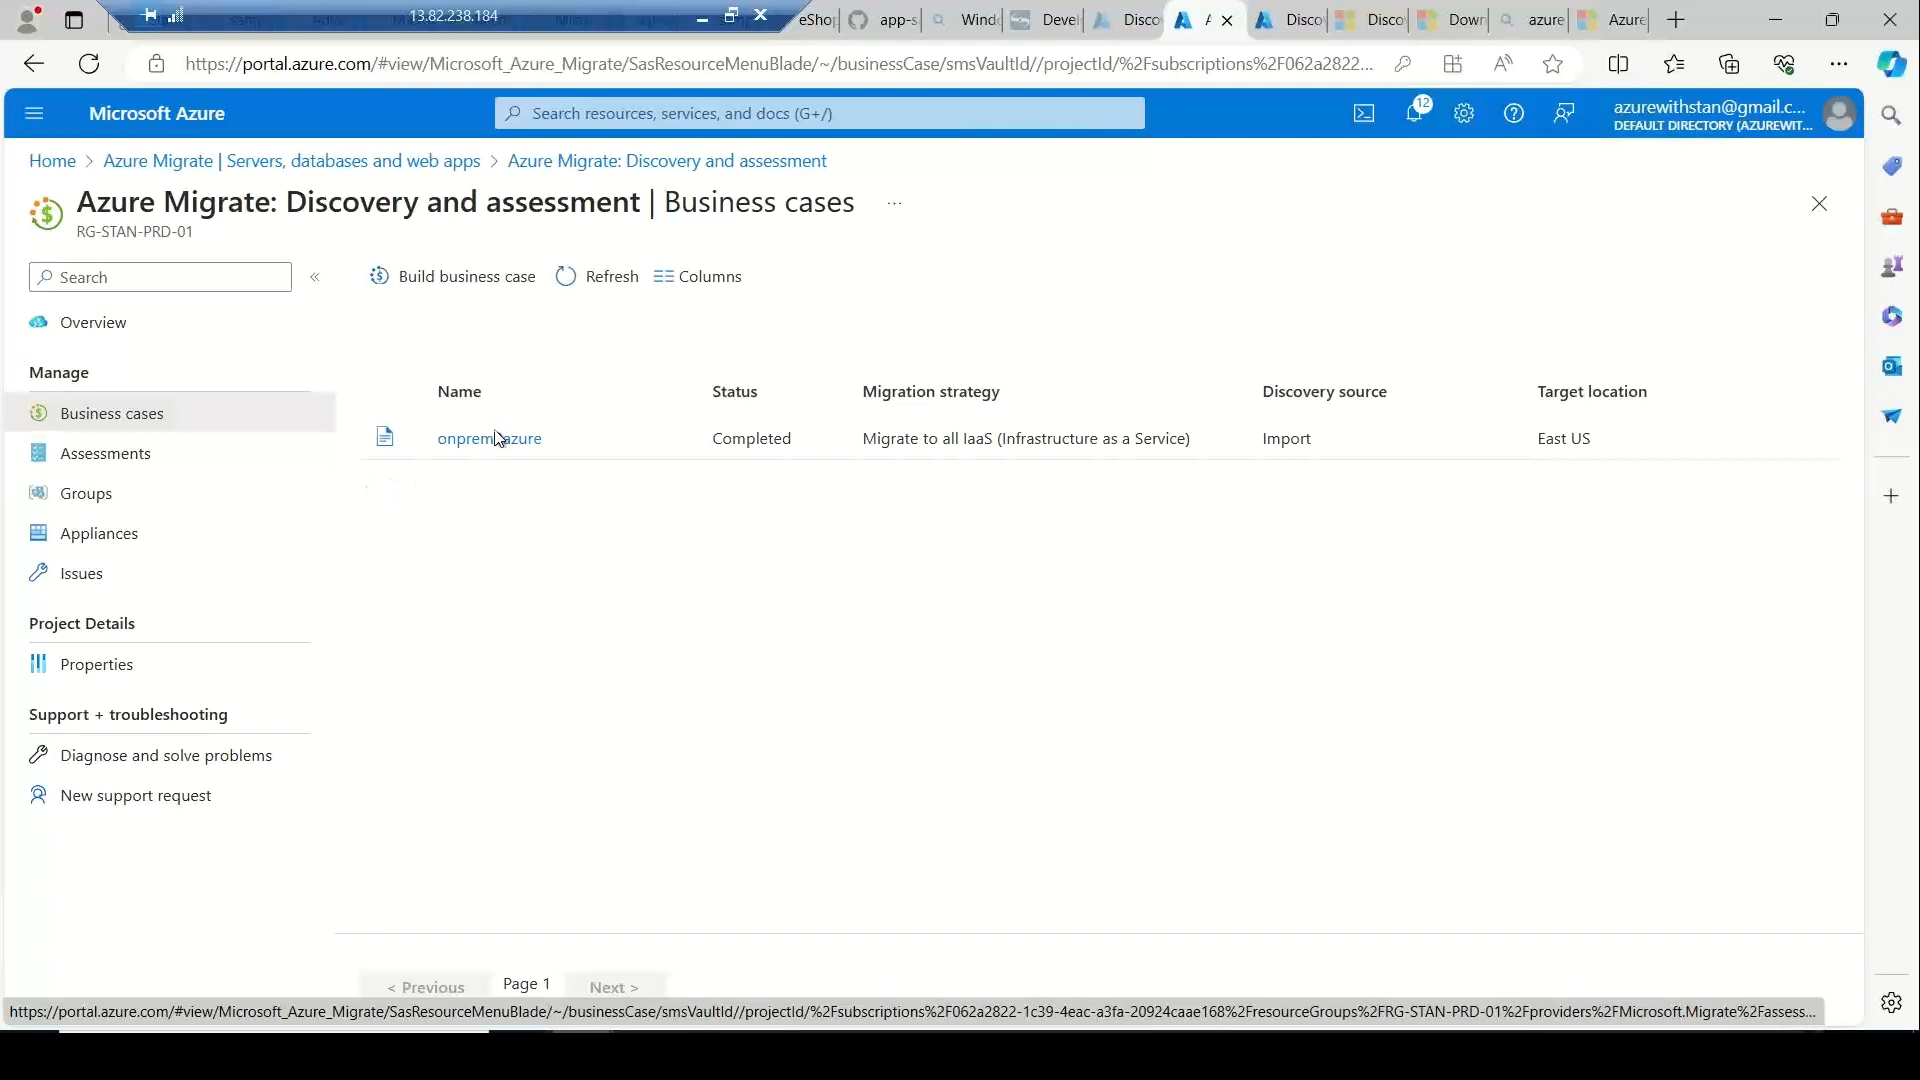 13.82.238.184
eShop
app-s
Wind
Devel
Disco
Disco
Disco
Down
azure
Azure
https://portal.azure.com/#view/Microsoft_Azure_Migrate/SasResourceMenuBlade/~/businessCase/smsVaultId//projectId/%2Fsubscriptions%2F062a2822...
Microsoft Azure
Search resources, services, and docs (G+/)
12
azurewithstan@gmail.c...
DEFAULT DIRECTORY (AZUREWIT...
Home > Azure Migrate | Servers, databases and web apps > Azure Migrate: Discovery and assessment
Azure Migrate: Discovery and assessment | Business cases ...
RG-STAN-PRD-01
Search
«
Build business case
Refresh
Columns
Overview
Manage
Business cases
Assessments
Groups
Appliances
Issues
Project Details
Properties
Support + troubleshooting
Diagnose and solve problems
New support request
Name Status Migration strategy Discovery source Target location
Completed Migrate to all IaaS (Infrastructure as a Service) Import East US
< Previous Page 1 Next >
https://portal.azure.com/#view/Microsoft_Azure_Migrate/SasResourceMenuBlade/~/businessCase/smsVaultId//projectId/%2Fsubscriptions%2F062a2822-1c39-4eac-a3fa-20924caae168%2FresourceGroups%2FRG-STAN-PRD-01%2Fproviders%2FMicrosoft.Migrate%2Fassess...